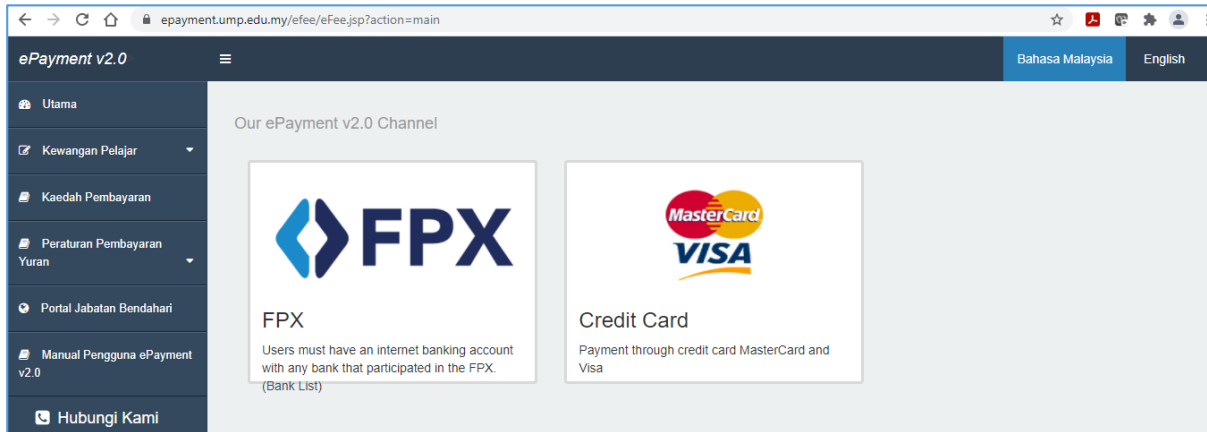 epayment.ump.edu.my/efee/eFee.jsp?action=main
ePayment v2.0
Bahasa Malaysia
English
Utama
Kewangan Pelajar
Kaedah Pembayaran
Peraturan Pembayaran
Yuran
Portal Jabatan Bendahari
Manual Pengguna ePayment
v2.0
Hubungi Kami
Our ePayment v2.0 Channel
FPX
FPX
Users must have an internet banking account
with any bank that participated in the FPX.
(Bank List)
MasterCard
VISA
Credit Card
Payment through credit card MasterCard and
Visa